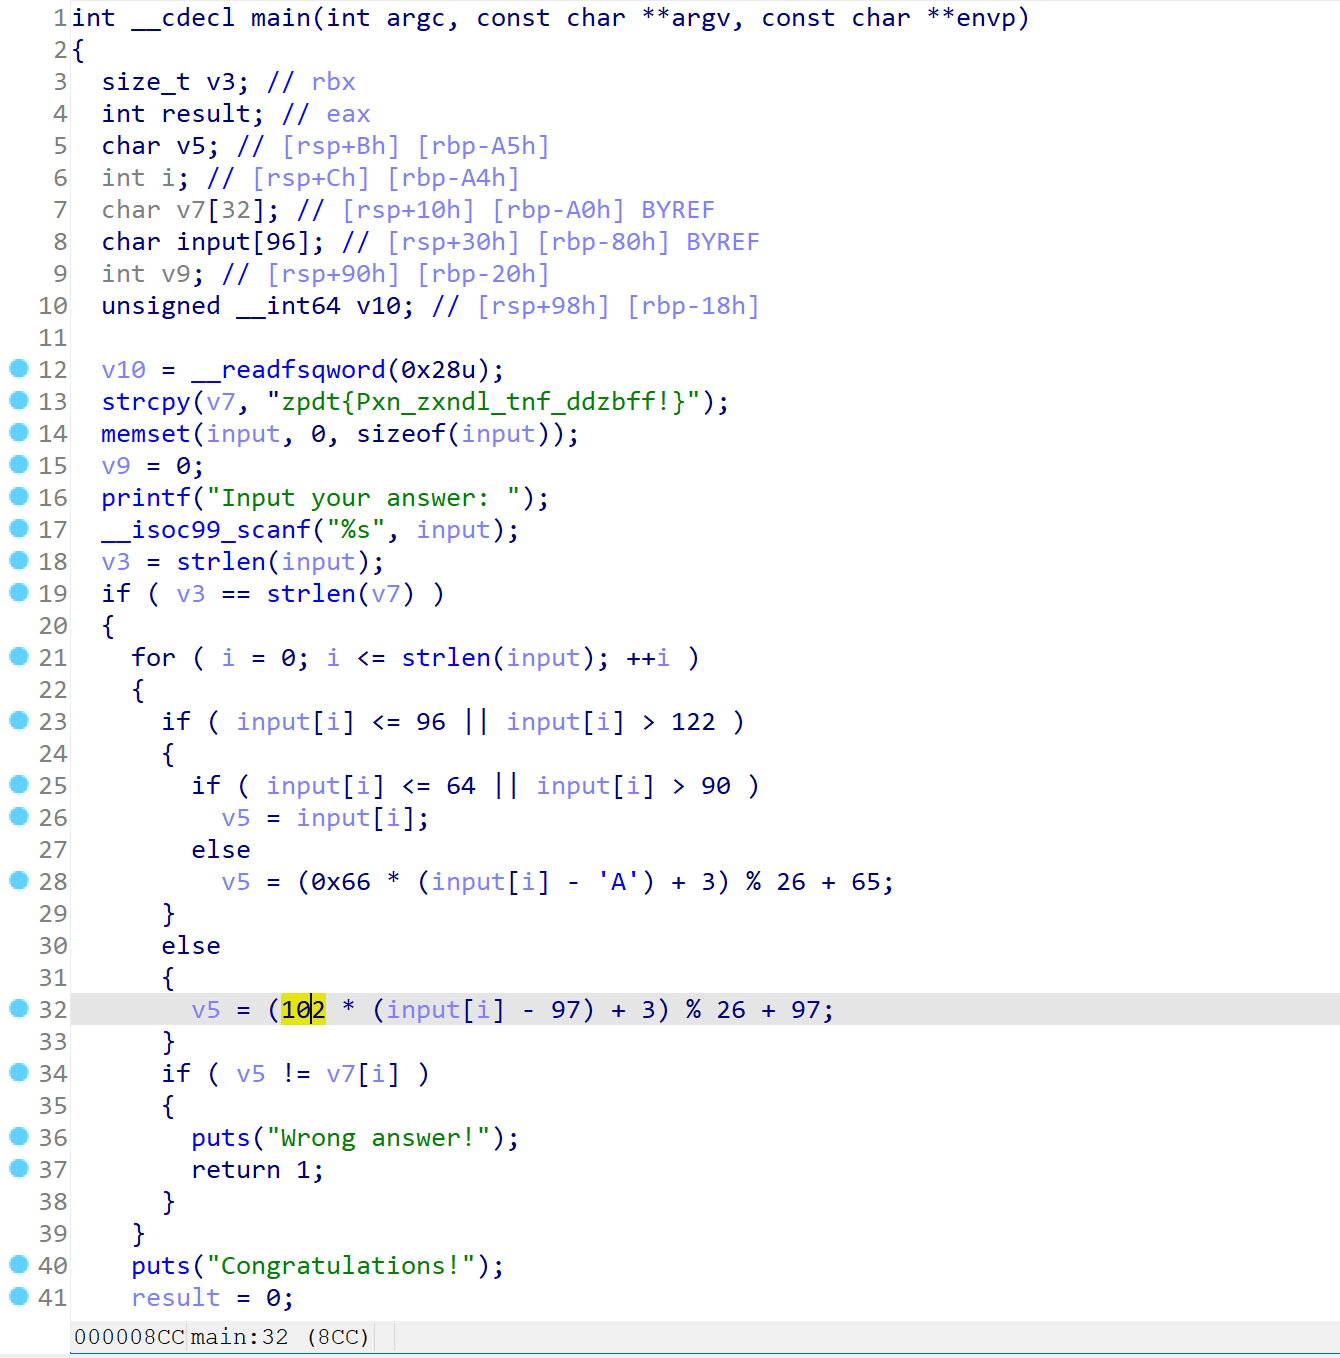 1 int __cdecl main(int argc, const char **argv, const char **envp)
2 {
3   size_t v3; // rbx
4   int result; // eax
5   char v5; // [rsp+Bh] [rbp-A5h]
6   int i; // [rsp+Ch] [rbp-A4h]
7   char v7[32]; // [rsp+10h] [rbp-A0h] BYREF
8   char input[96]; // [rsp+30h] [rbp-80h] BYREF
9   int v9; // [rsp+90h] [rbp-20h]
10   unsigned __int64 v10; // [rsp+98h] [rbp-18h]
11
12   v10 = __readfsqword(0x28u);
13   strcpy(v7, "zpdt{Pxn_zxndl_tnf_ddzbff!}");
14   memset(input, 0, sizeof(input));
15   v9 = 0;
16   printf("Input your answer: ");
17   __isoc99_scanf("%s", input);
18   v3 = strlen(input);
19   if ( v3 == strlen(v7) )
20   {
21     for ( i = 0; i <= strlen(input); ++i )
22     {
23       if ( input[i] <= 96 || input[i] > 122 )
24       {
25         if ( input[i] <= 64 || input[i] > 90 )
26           v5 = input[i];
27         else
28           v5 = (0x66 * (input[i] - 'A') + 3) % 26 + 65;
29       }
30       else
31       {
32         v5 = (102 * (input[i] - 97) + 3) % 26 + 97;
33       }
34       if ( v5 != v7[i] )
35       {
36         puts("Wrong answer!");
37         return 1;
38       }
39     }
40     puts("Congratulations!");
41     result = 0;
000008CC main:32 (8CC)